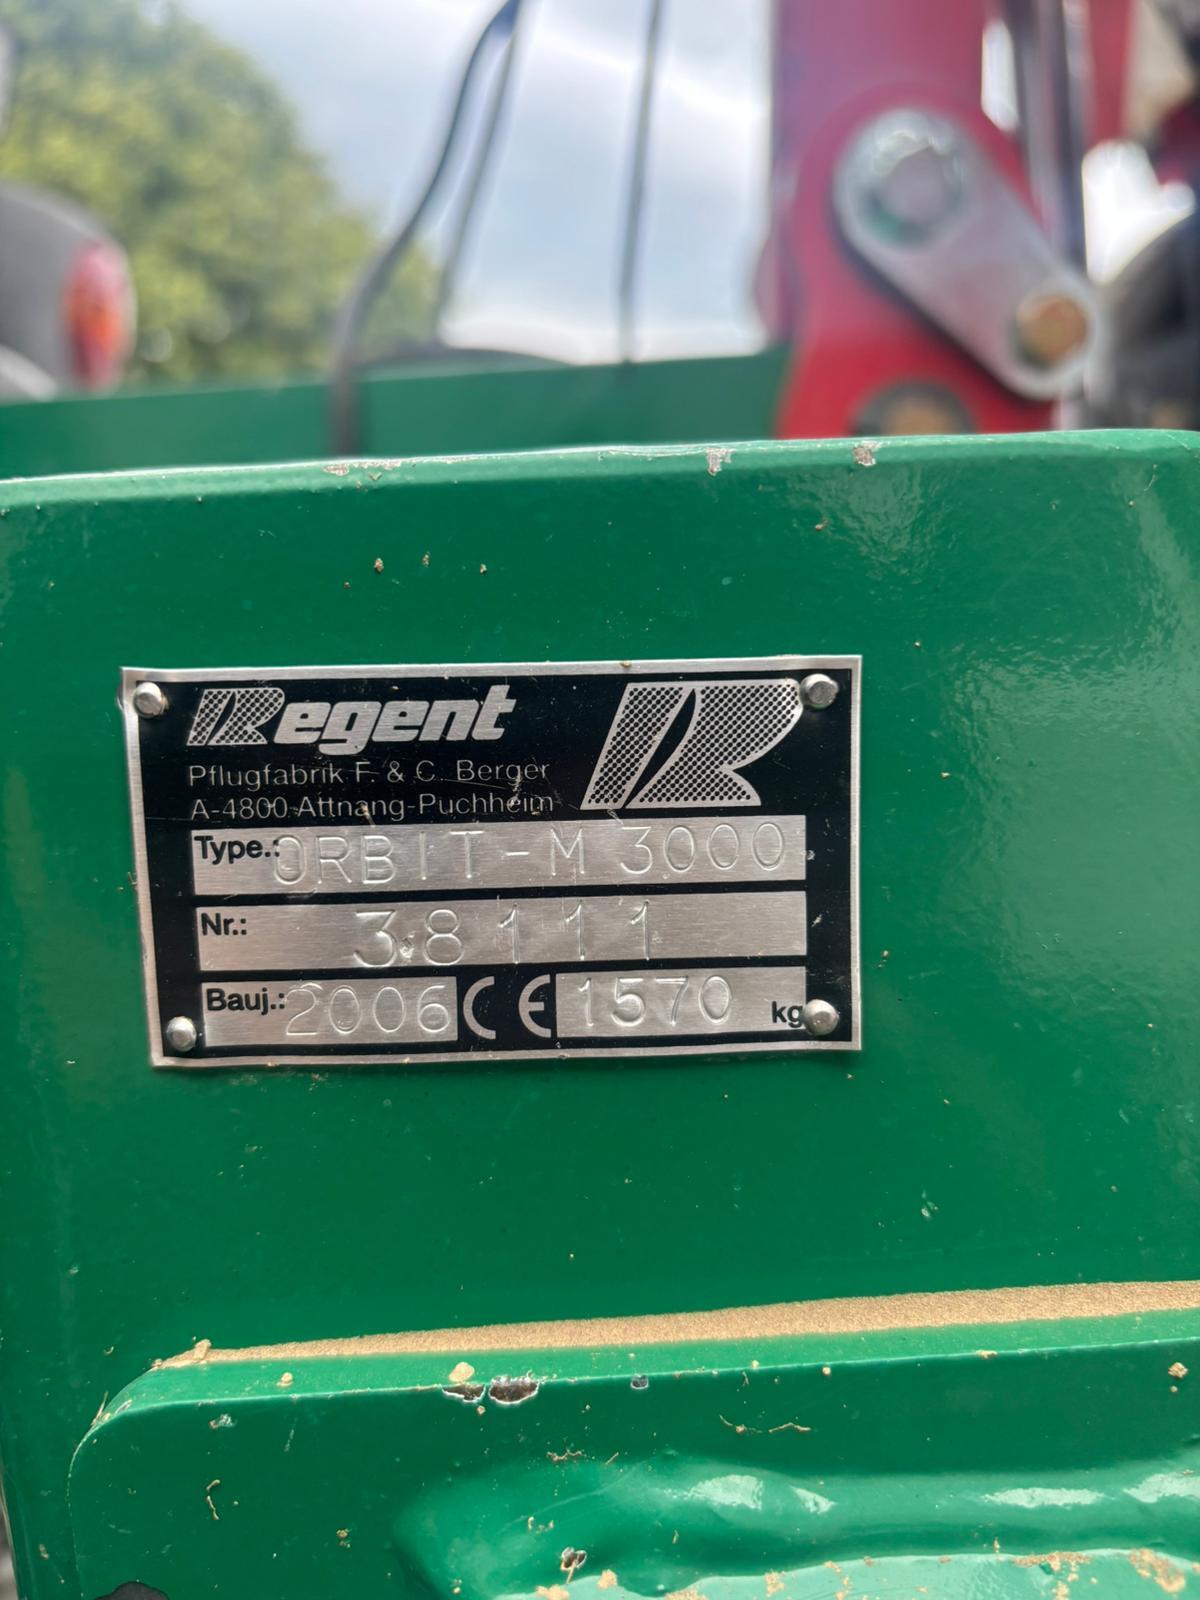 Regent
Pflugfabrik F. & C. Berger
A-4800 Attnang-Puchheim
Type.: ORBIT-M 3000
Nr.: 38111
Bauj.: 2006 CE 1570 kg